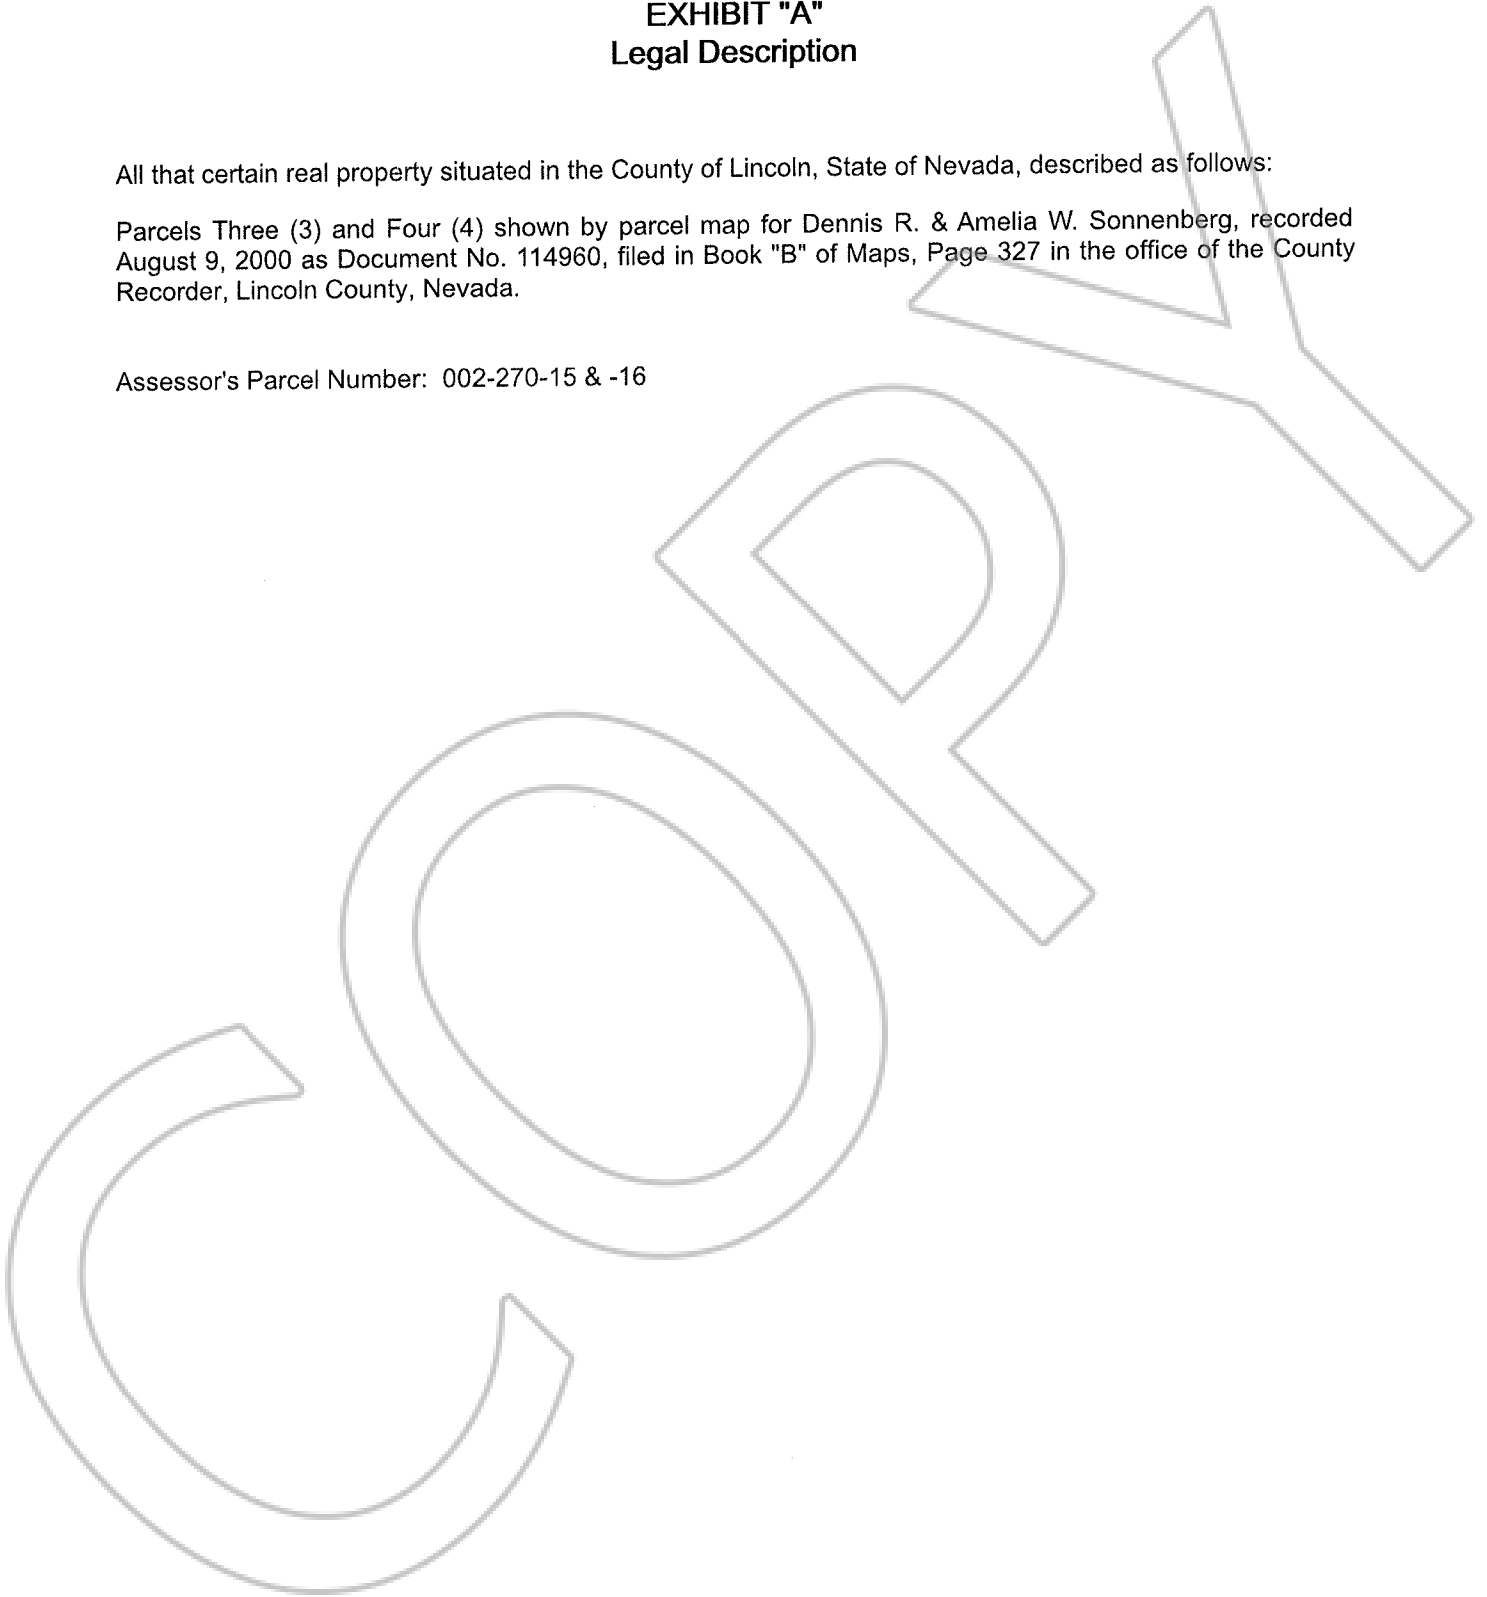 EXHIBIT "A"
Legal Description
All that certain real property situated in the County of Lincoln, State of Nevada, described as follows:
Parcels Three (3) and Four (4) shown by parcel map for Dennis R. & Amelia W. Sonnenberg, recorded
August 9, 2000 as Document No. 114960, filed in Book "B" of Maps, Page 327 in the office of the County
Recorder, Lincoln County, Nevada.
Assessor's Parcel Number: 002-270-15 & -16
COPY